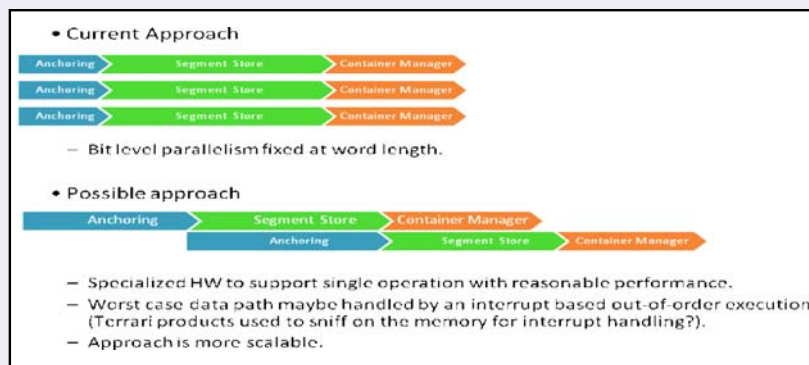 • Current Approach
Anchoring Segment Store Container Manager
Anchoring Segment Store Container Manager
Anchoring Segment Store Container Manager
– Bit level parallelism fixed at word length.
• Possible approach
Anchoring Segment Store Container Manager
Anchoring Segment Store Container Manager
– Specialized HW to support single operation with reasonable performance.
– Worst case data path maybe handled by an interrupt based out-of-order execution
(Terrari products used to sniff on the memory for interrupt handling?).
– Approach is more scalable.